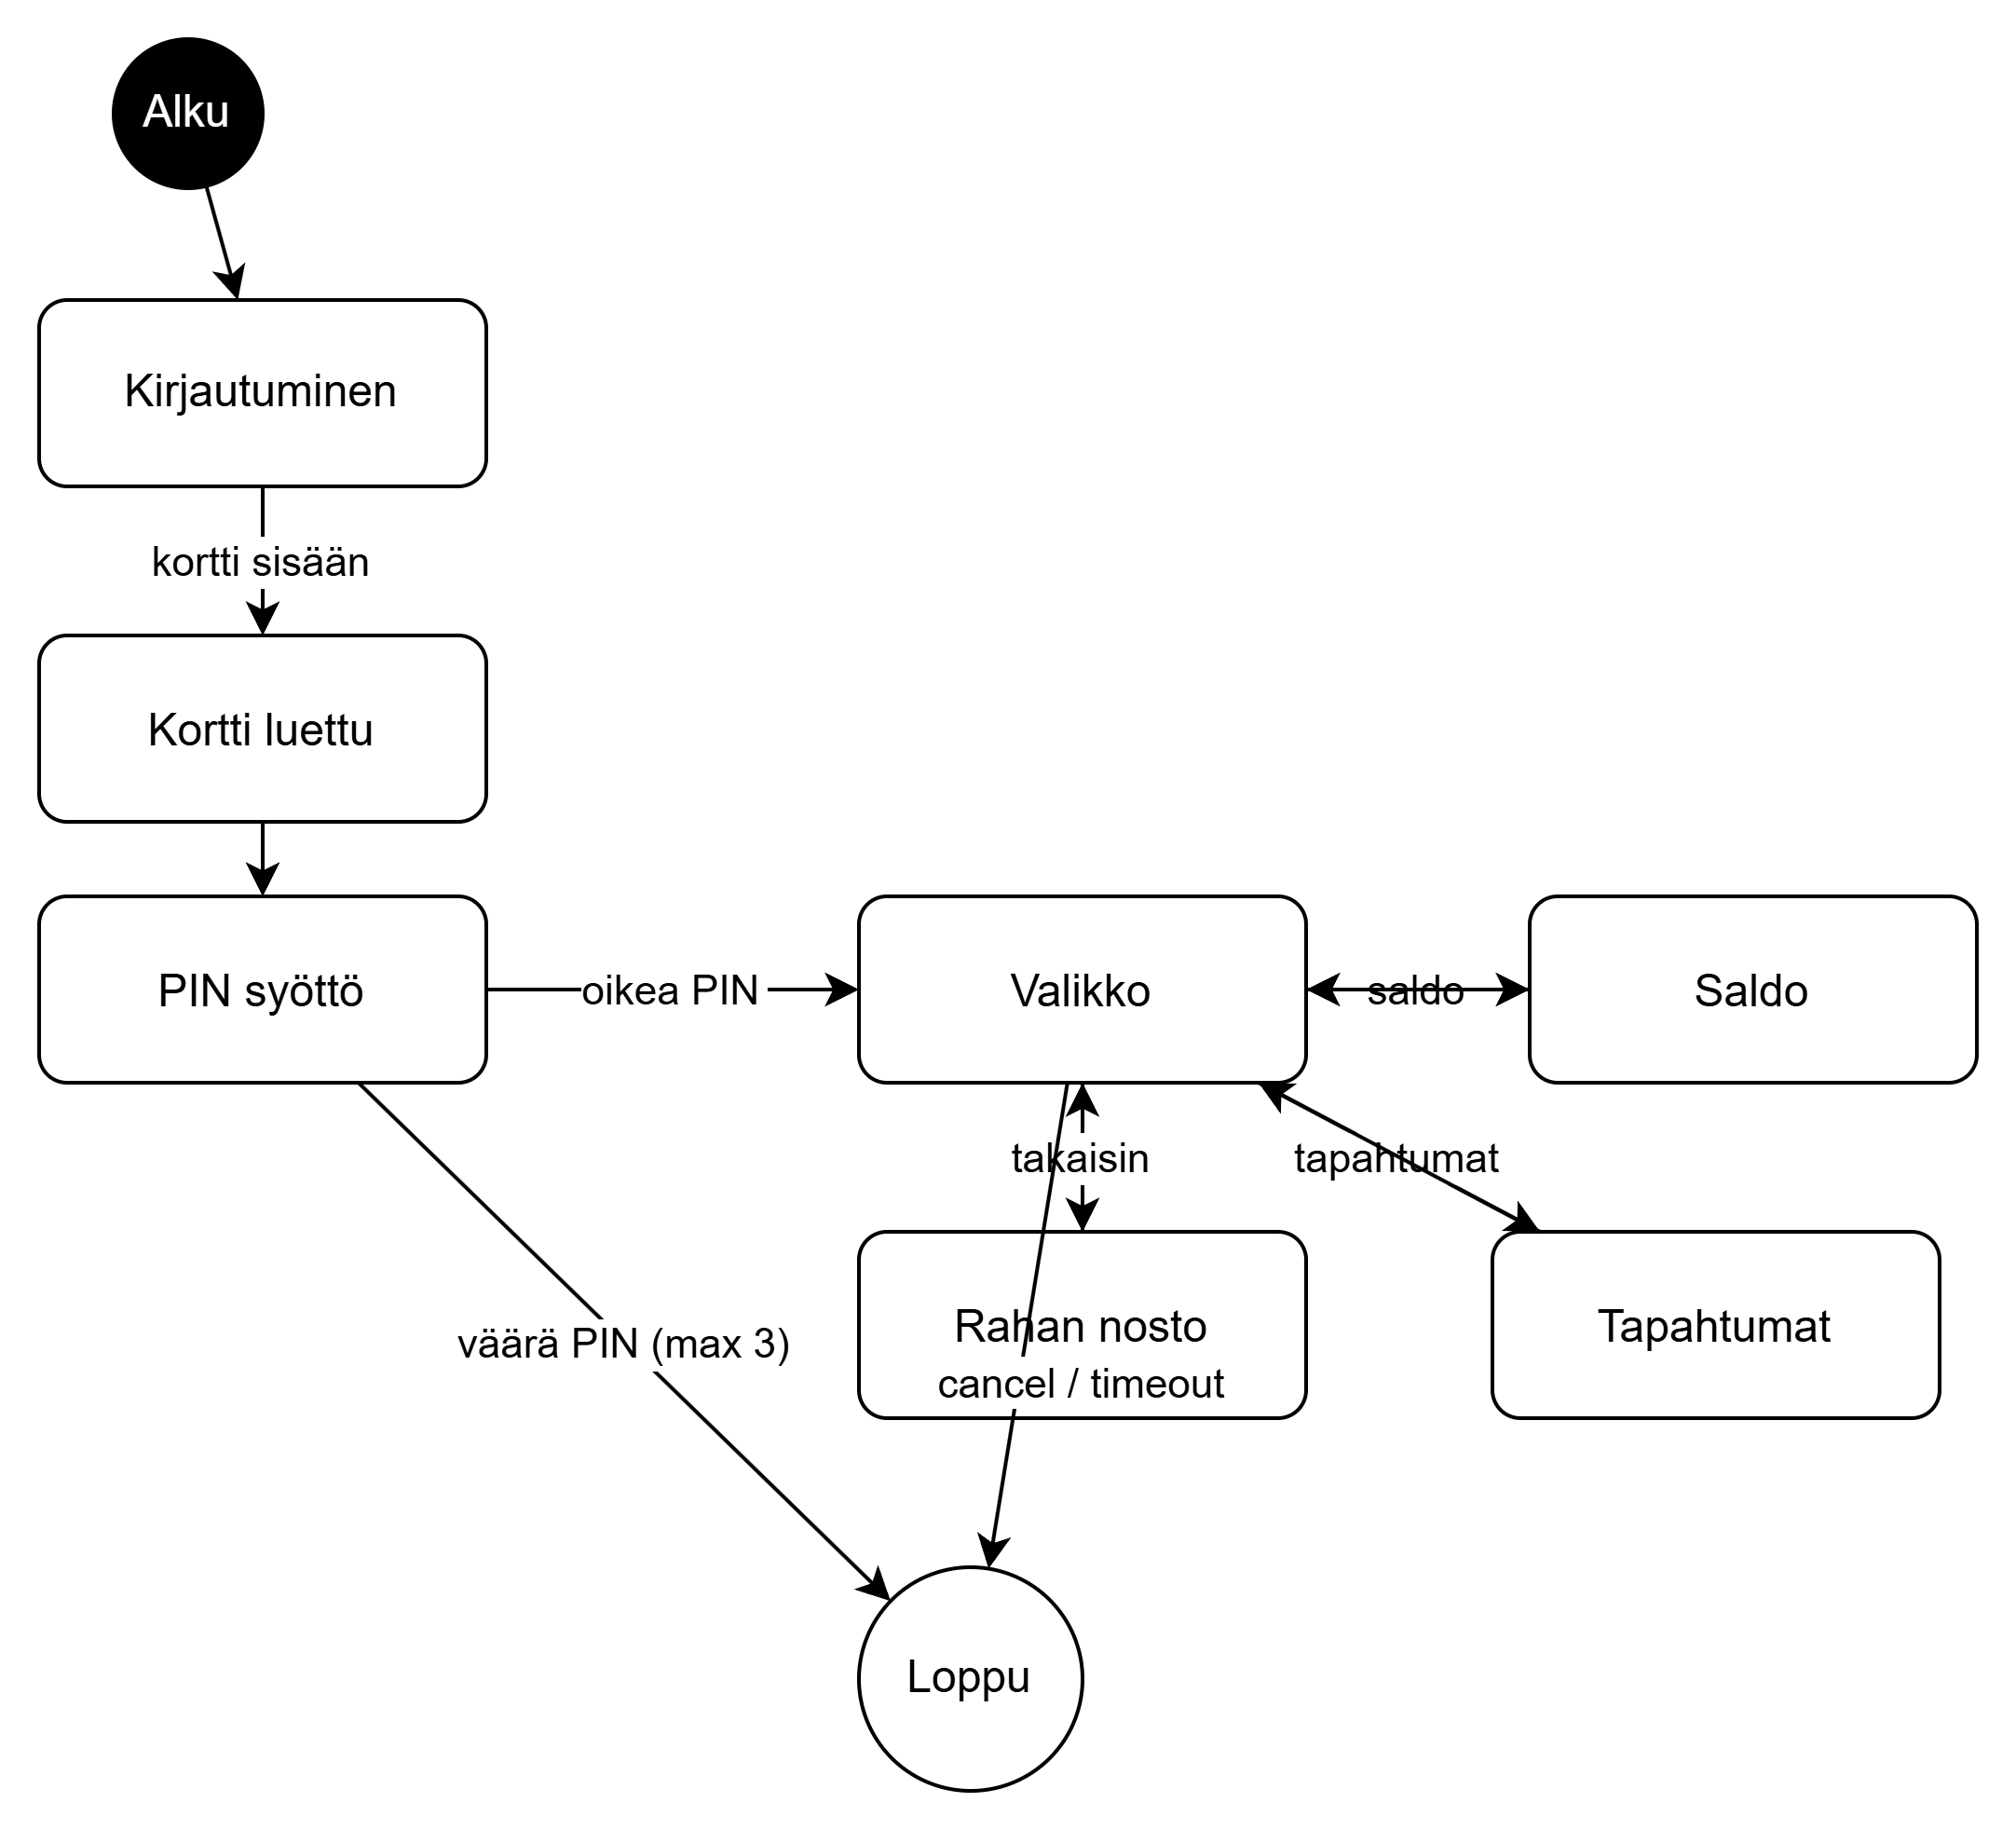 Alku
Kirjautuminen
kortti sisään
Kortti luettu
PIN syöttö
oikea PIN
Valikko
saldo
Saldo
takaisin
tapahtumat
Rahan nosto
cancel / timeout
Tapahtumat
väärä PIN (max 3)
Loppu